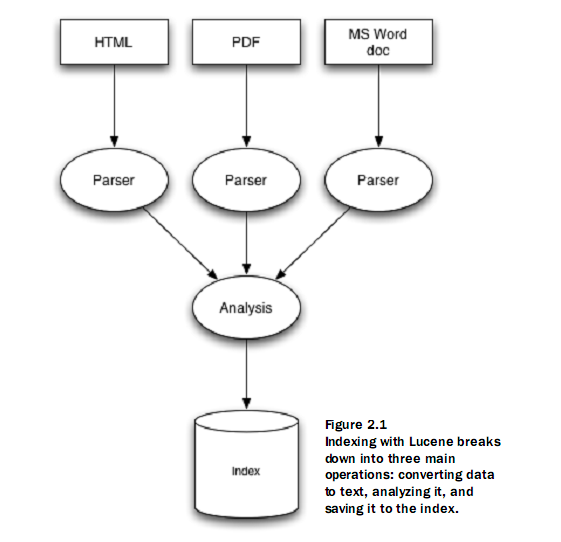 HTML
PDF
MS Word
doc
Parser
Parser
Parser
Analysis
Index
Figure 2.1
Indexing with Lucene breaks
down into three main
operations: converting data
to text, analyzing it, and
saving it to the index.